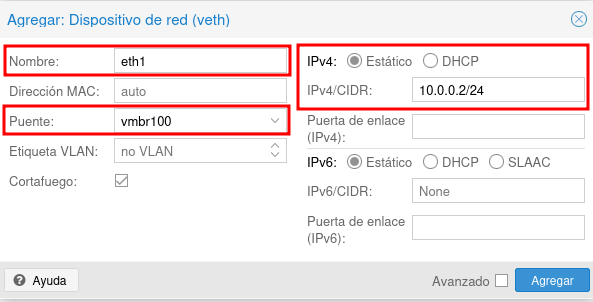 Agregar: Dispositivo de red (veth)
Nombre: eth1
Dirección MAC: auto
Puente: vmbr100
Etiqueta VLAN: no VLAN
Cortafuego:
IPv4: Estático DHCP
IPv4/CIDR: 10.0.0.2/24
Puerta de enlace
(IPv4):
IPv6: Estático DHCP SLAAC
IPv6/CIDR: None
Puerta de enlace
(IPv6):
Ayuda
Avanzado Agregar